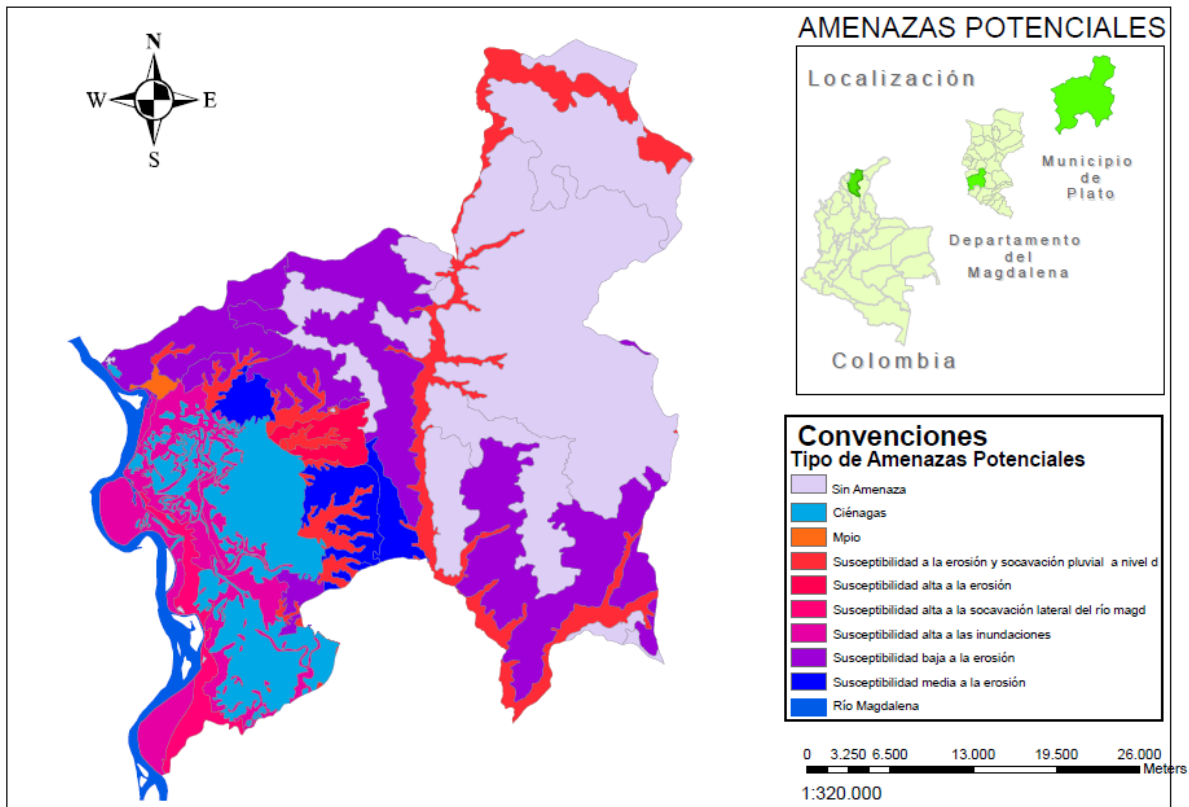 AMENAZAS POTENCIALES
N
W
E
S
Localización
Municipio
de
Plato
Departamento
del
Magdalena
Colombia
Convenciones
Tipo de Amenazas Potenciales
Sin Amenaza
Ciénagas
Mpio
Susceptibilidad a la erosión y socavación pluvial a nivel d
Susceptibilidad alta a la erosión
Susceptibilidad alta a la socavación lateral del río magd
Susceptibilidad alta a las inundaciones
Susceptibilidad baja a la erosión
Susceptibilidad media a la erosión
Río Magdalena
0 3.250 6.500 13.000 19.500 26.000
Meters
1:320.000